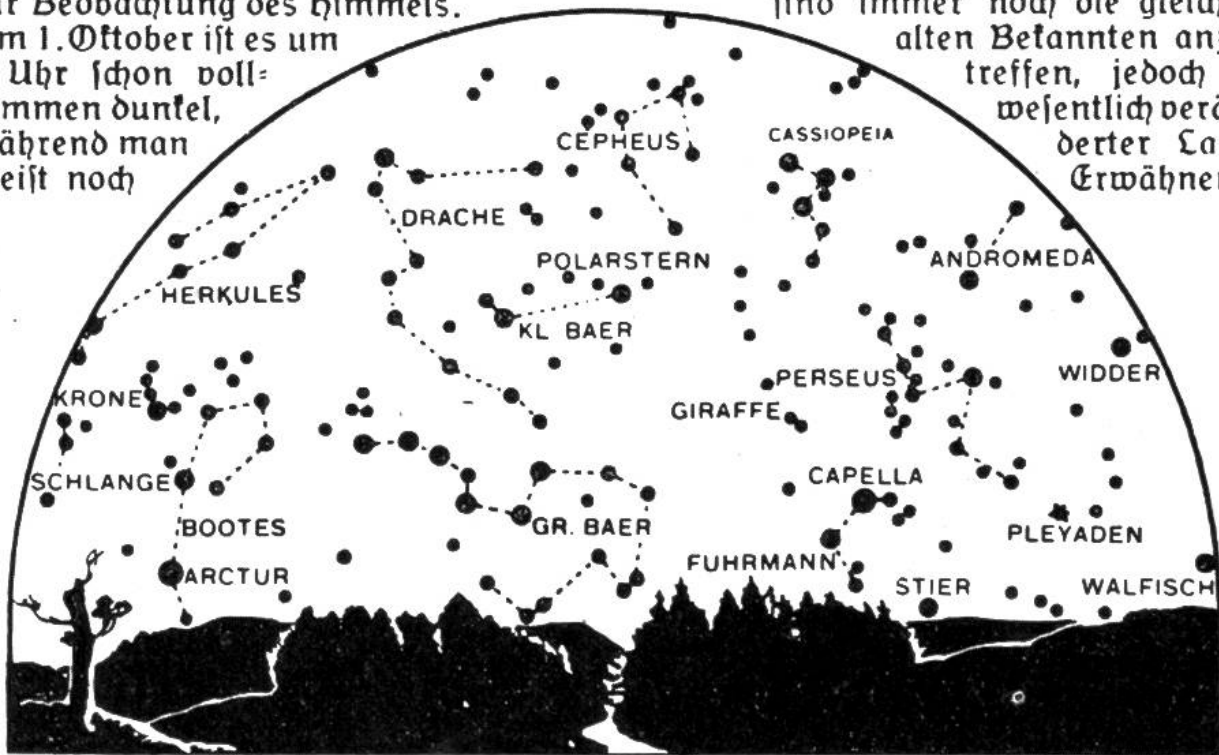 Beobachtung des Himmels.
m 1. Oktober ist es um
Uhr schon voll=
mmen dunkel,
ährend man
eist noch
sind immer noch die gleich
alten Bekannten an
treffen, jedoch
wesentlich verä
derter La
Erwähnen
CEPHEUS
CASSIOPEIA
DRACHE
POLARSTERN
ANDROMEDA
HERKULES
KL BAER
WIDDER
PERSEUS
KRONE
GIRAFFE
CAPELLA
SCHLANGE
BOOTES
GR. BAER
PLEYADEN
FUHRMANN
ARCTUR
STIER
WALFISCH